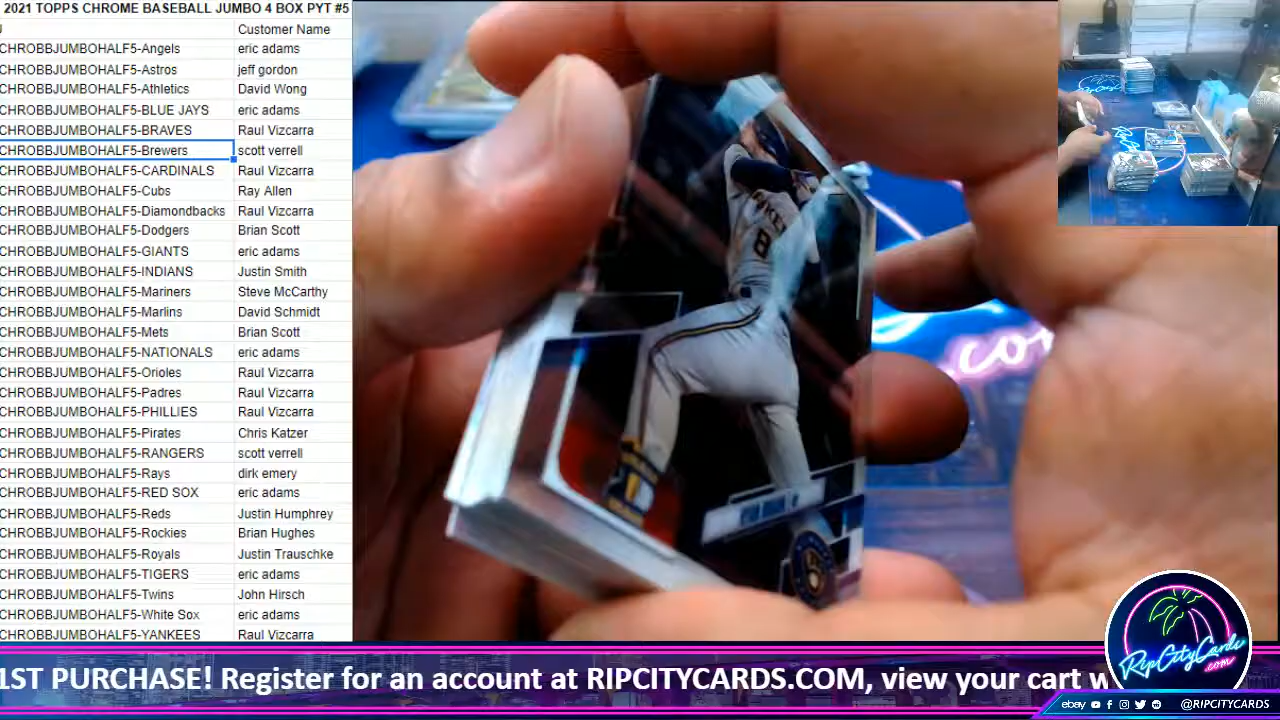 2021 TOPPS CHROME BASEBALL JUMBO 4 BOX PYT #5
Customer Name
CHROBBJUMBOHALF5-Angels eric adams
CHROBBJUMBOHALF5-Astros jeff gordon
CHROBBJUMBOHALF5-Athletics David Wong
CHROBBJUMBOHALF5-BLUE JAYS eric adams
CHROBBJUMBOHALF5-BRAVES Raul Vizcarra
CHROBBJUMBOHALF5-Brewers scott verrell
CHROBBJUMBOHALF5-CARDINALS Raul Vizcarra
CHROBBJUMBOHALF5-Cubs Ray Allen
CHROBBJUMBOHALF5-Diamondbacks Raul Vizcarra
CHROBBJUMBOHALF5-Dodgers Brian Scott
CHROBBJUMBOHALF5-GIANTS eric adams
CHROBBJUMBOHALF5-INDIANS Justin Smith
CHROBBJUMBOHALF5-Mariners Steve McCarthy
CHROBBJUMBOHALF5-Marlins David Schmidt
CHROBBJUMBOHALF5-Mets Brian Scott
CHROBBJUMBOHALF5-NATIONALS eric adams
CHROBBJUMBOHALF5-Orioles Raul Vizcarra
CHROBBJUMBOHALF5-Padres Raul Vizcarra
CHROBBJUMBOHALF5-PHILLIES Raul Vizcarra
CHROBBJUMBOHALF5-Pirates Chris Katzer
CHROBBJUMBOHALF5-RANGERS scott verrell
CHROBBJUMBOHALF5-Rays dirk emery
CHROBBJUMBOHALF5-RED SOX eric adams
CHROBBJUMBOHALF5-Reds Justin Humphrey
CHROBBJUMBOHALF5-Rockies Brian Hughes
CHROBBJUMBOHALF5-Royals Justin Trauschke
CHROBBJUMBOHALF5-TIGERS eric adams
CHROBBJUMBOHALF5-Twins John Hirsch
CHROBBJUMBOHALF5-White Sox eric adams
CHROBBJUMBOHALF5-YANKEES Raul Vizcarra
8
.com
1ST PURCHASE! Register for an account at RIPCITYCARDS.COM, view your cart w
RipCityCards
.com
ebay @RIPCITYCARDS